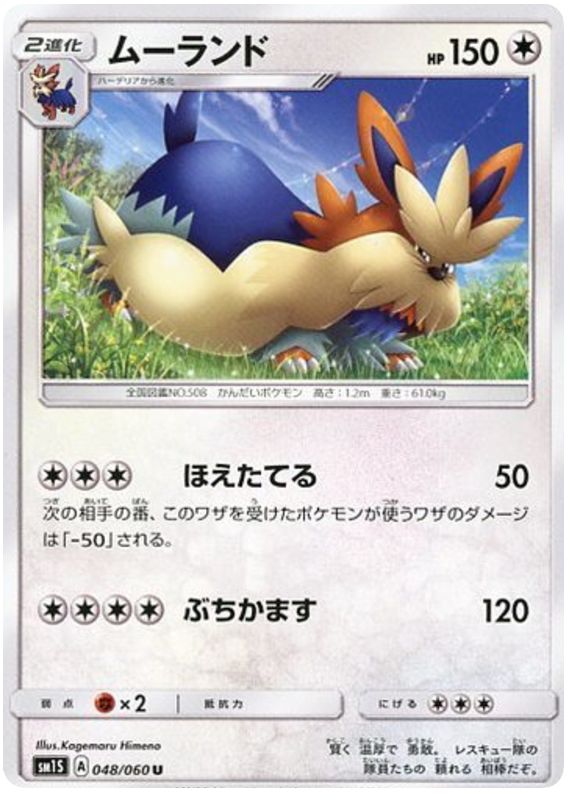 2進化
ムーランド
HP 150
ハーデリアから進化
全国図鑑NO.508 かんだいポケモン 高さ:1.2m 重さ:61.0kg
ほえたてる 50
次の相手の番、このワザを受けたポケモンが使うワザのダメージ
は「-50」される。
ぶちかます 120
弱点 ×2 抵抗力 にげる
Illus.Kagemaru Himeno
SM1S A 048/060 U
賢く 温厚で 勇敢。 レスキュー隊の
隊員たちの 頼れる 相棒だぞ。